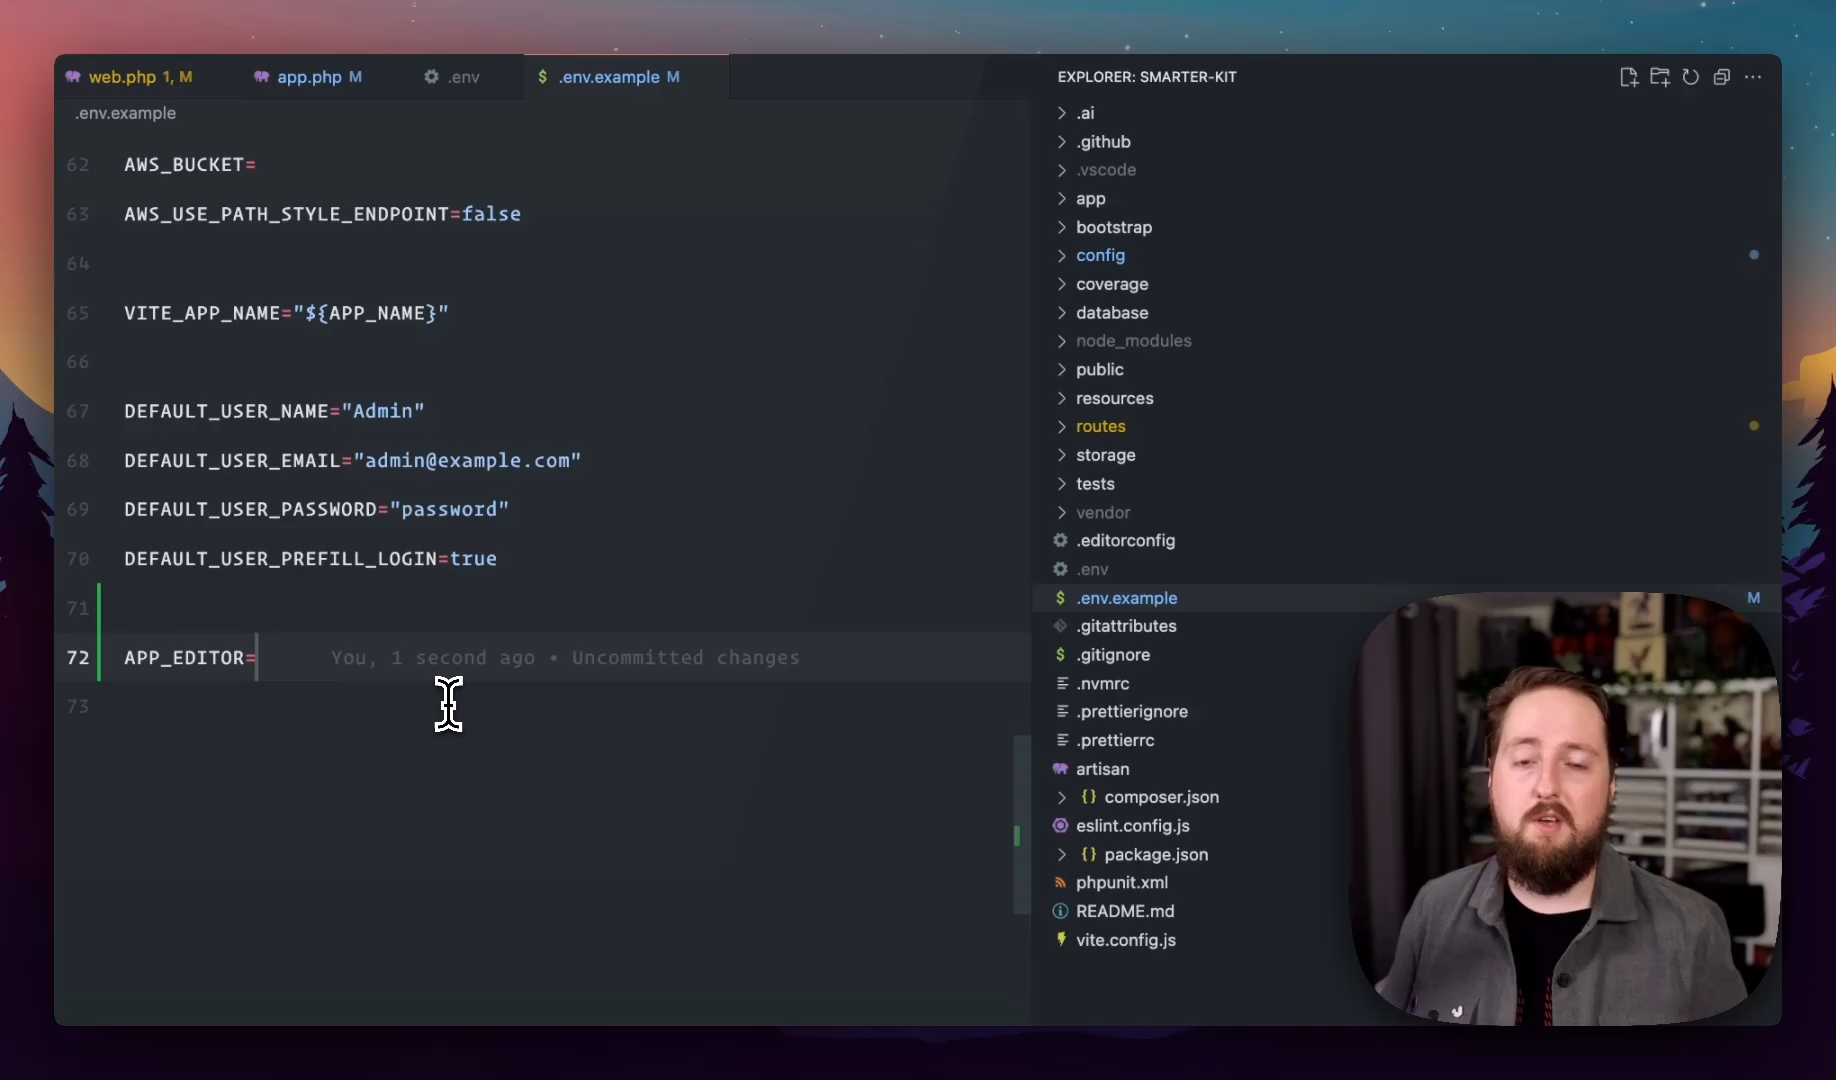 web.php 1, M
app.php M
.env
$ .env.example M
.env.example
62 AWS_BUCKET=
63 AWS_USE_PATH_STYLE_ENDPOINT=false
64
65 VITE_APP_NAME="${APP_NAME}"
66
67 DEFAULT_USER_NAME="Admin"
68 DEFAULT_USER_EMAIL="admin@example.com"
69 DEFAULT_USER_PASSWORD="password"
70 DEFAULT_USER_PREFILL_LOGIN=true
71
72 APP_EDITOR= You, 1 second ago • Uncommitted changes
73
EXPLORER: SMARTER-KIT
.ai
.github
.vscode
app
bootstrap
config
coverage
database
node_modules
public
resources
routes
storage
tests
vendor
.editorconfig
.env
$ .env.example M
.gitattributes
$ .gitignore
.nvmrc
.prettierignore
.prettierrc
artisan
{} composer.json
eslint.config.js
{} package.json
phpunit.xml
README.md
vite.config.js